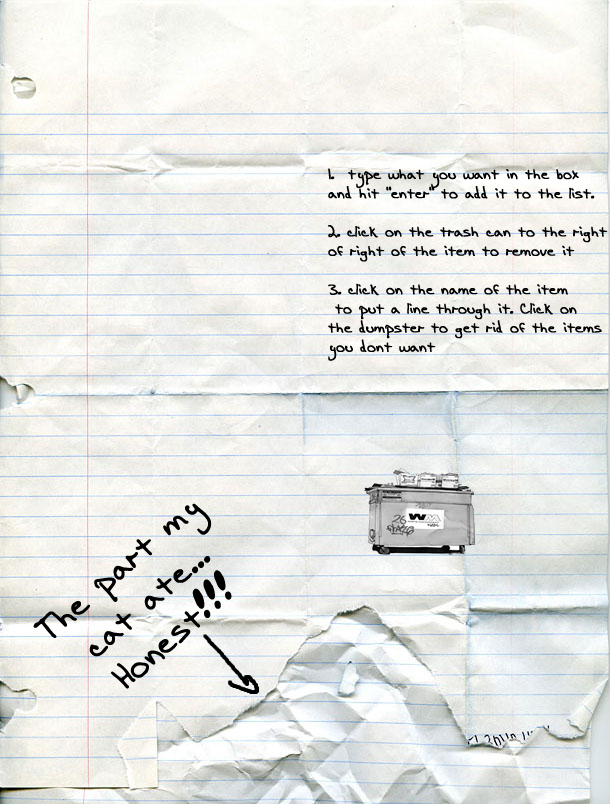 1. type what you want in the box
and hit "enter" to add it to the list.
2. click on the trash can to the right
of right of the item to remove it
3. click on the name of the item
to put a line through it. Click on
the dumpster to get rid of the items
you dont want
WM
The part my
cat ate...
Honest!!!